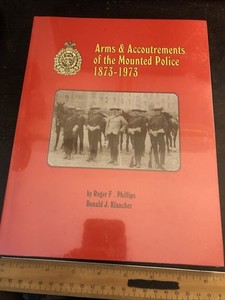 Arms & Accoutrements
of the Mounted Police
1873-1973
by Roger F. Phillips
Donald J. Klancher